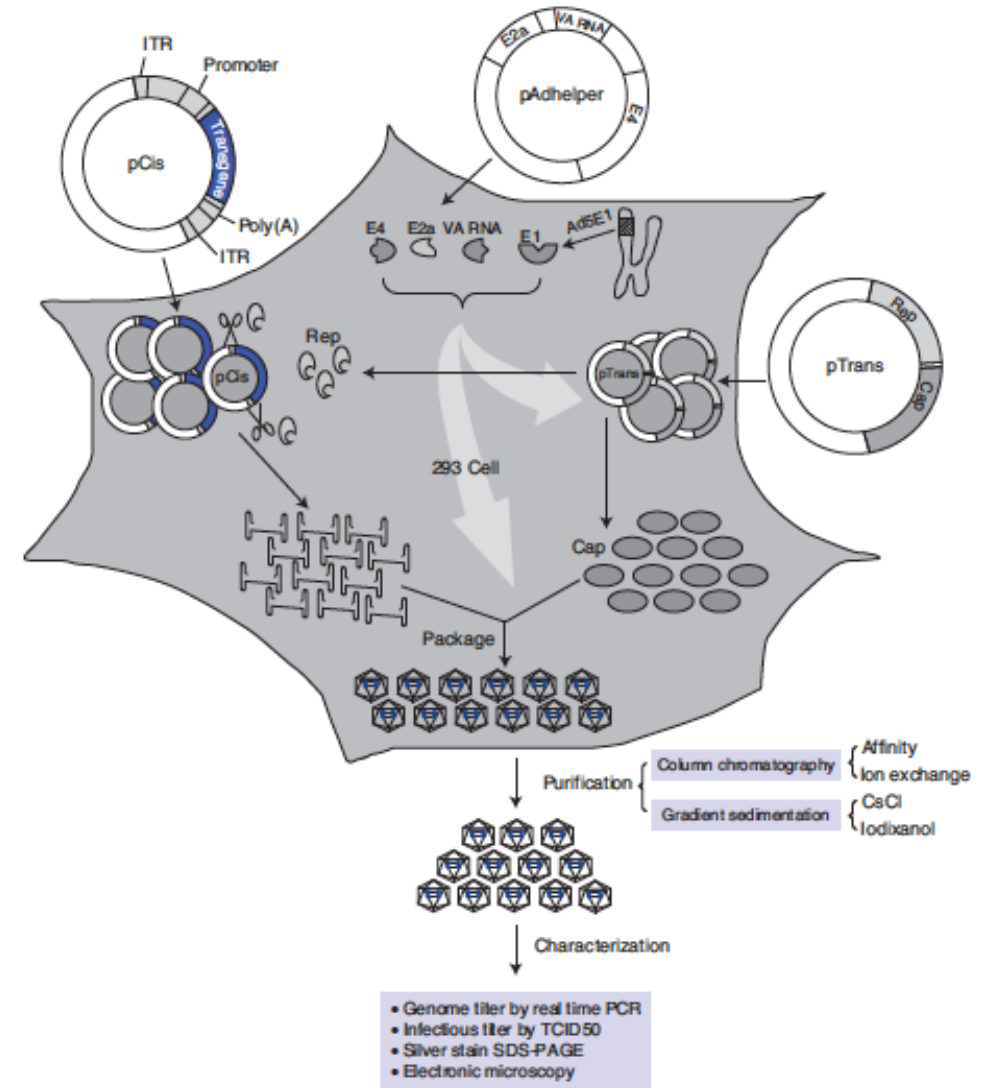 ITR
Promoter
pCis
Transgene
Poly(A)
ITR
E2a
VA RNA
pAdhelper
E4
E4
E2a
VA RNA
E1
Ad5E1
Rep
Cap
pTrans
pCis
Rep
pTrans
293 Cell
Cap
Package
Purification
Column chromatography
Affinity
Ion exchange
Gradient sedimentation
CsCl
Iodixanol
Characterization
• Genome titer by real time PCR
• Infectious titer by TCID50
• Silver stain SDS-PAGE
• Electronic microscopy